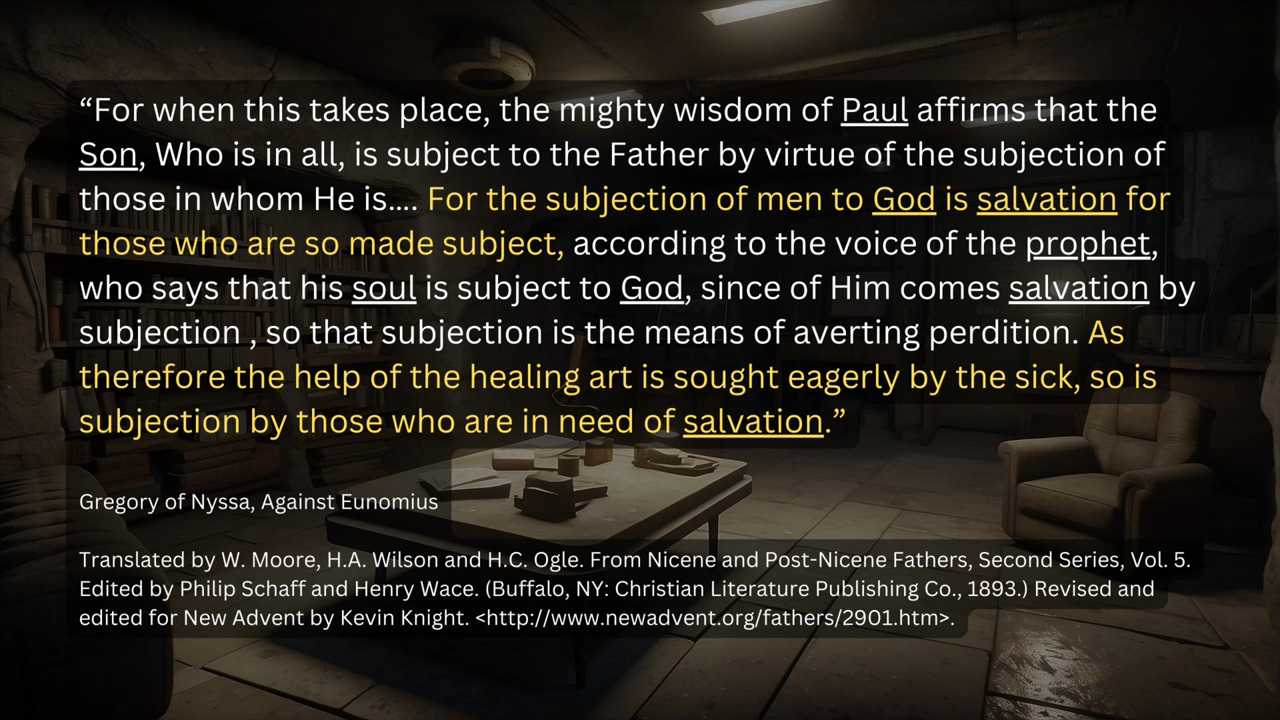 “For when this takes place, the mighty wisdom of Paul affirms that the
Son, Who is in all, is subject to the Father by virtue of the subjection of
those in whom He is.... For the subjection of men to God is salvation for
those who are so made subject, according to the voice of the prophet,
who says that his soul is subject to God, since of Him comes salvation by
subjection , so that subjection is the means of averting perdition. As
therefore the help of the healing art is sought eagerly by the sick, so is
subjection by those who are in need of salvation.”
Gregory of Nyssa, Against Eunomius
Translated by W. Moore, H.A. Wilson and H.C. Ogle. From Nicene and Post-Nicene Fathers, Second Series, Vol. 5.
Edited by Philip Schaff and Henry Wace. (Buffalo, NY: Christian Literature Publishing Co., 1893.) Revised and
edited for New Advent by Kevin Knight. <http://www.newadvent.org/fathers/2901.htm>.